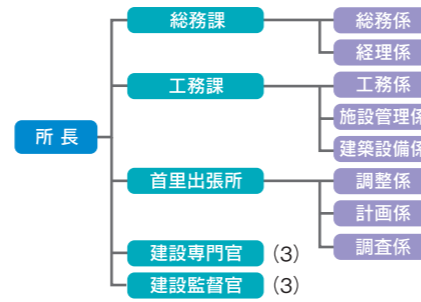 所長
総務課
総務係
経理係
工務課
工務係
施設管理係
建築設備係
首里出張所
調整係
計画係
調査係
建設専門官 (3)
建設監督官 (3)